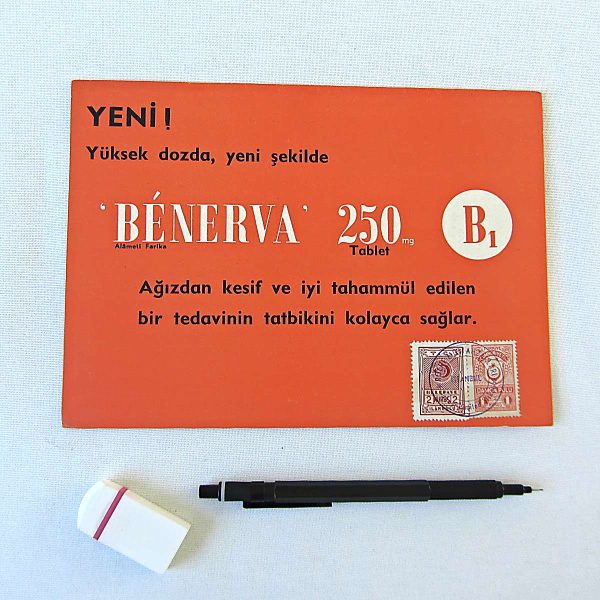 YENİ!
Yüksek dozda, yeni şekilde
‘BÉNERVA’ 250 mg B1
Alâmeti Farika
Tablet
Ağızdan kesif ve iyi tahammül edilen
bir tedavinin tatbikini kolayca sağlar.